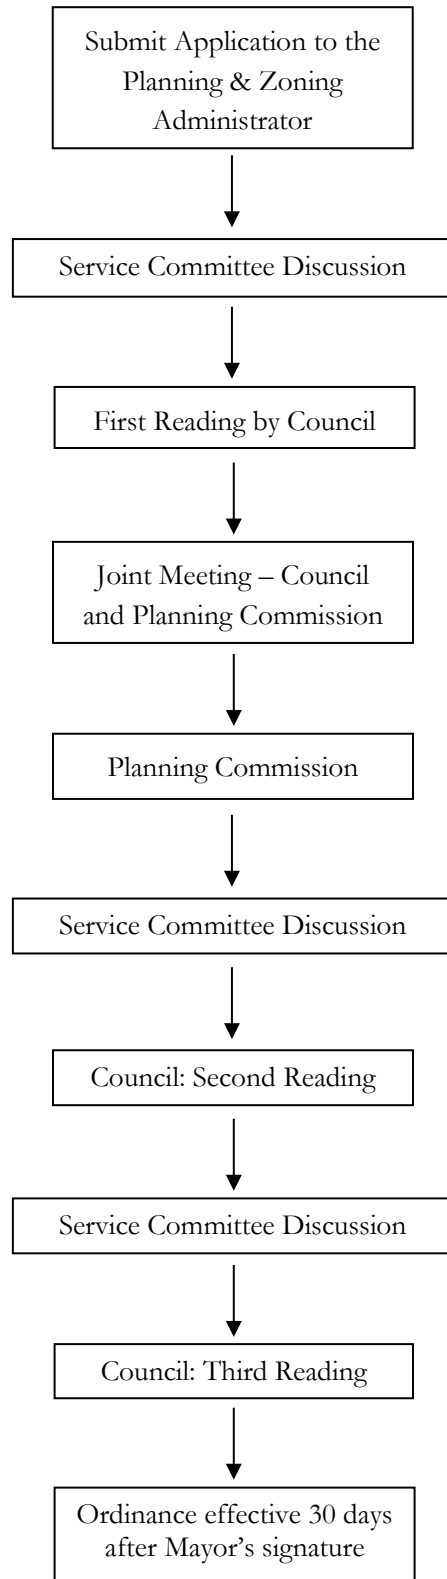 Submit Application to the
Planning & Zoning
Administrator
Service Committee Discussion
First Reading by Council
Joint Meeting – Council
and Planning Commission
Planning Commission
Service Committee Discussion
Council: Second Reading
Service Committee Discussion
Council: Third Reading
Ordinance effective 30 days
after Mayor’s signature